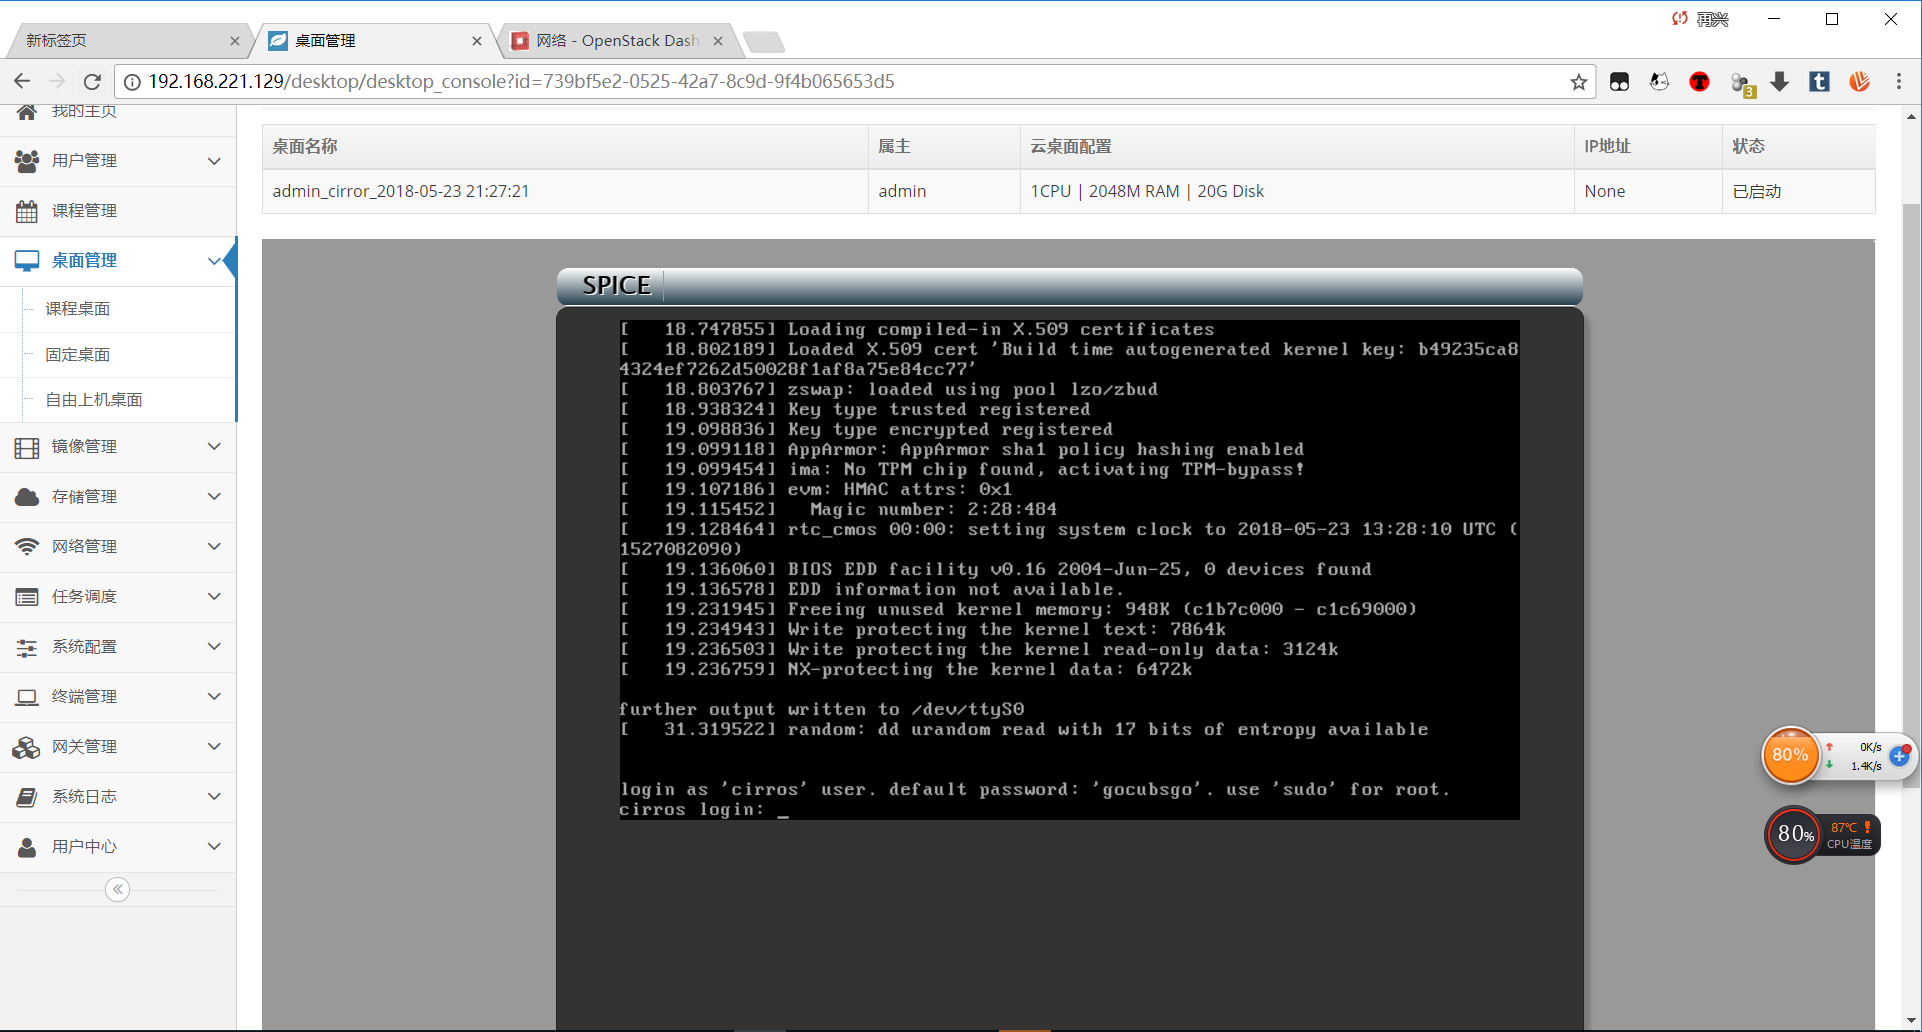 再兴
新标签页
桌面管理
网络 - OpenStack Dash
192.168.221.129/desktop/desktop_console?id=739bf5e2-0525-42a7-8c9d-9f4b065653d5
3
我的主页
用户管理
课程管理
桌面管理
课程桌面
固定桌面
自由上机桌面
镜像管理
存储管理
网络管理
任务调度
系统配置
终端管理
网关管理
系统日志
用户中心
桌面名称 属主 云桌面配置 IP地址 状态
admin_cirror_2018-05-23 21:27:21 admin 1CPU | 2048M RAM | 20G Disk None 已启动
SPICE
[   18.747855] Loading compiled-in X.509 certificates
[   18.802189] Loaded X.509 cert 'Build time autogenerated kernel key: b49235ca8
4324ef7262d50028f1af8a75e84cc77'
[   18.803767] zswap: loaded using pool lzo/zbud
[   18.938324] Key type trusted registered
[   19.098836] Key type encrypted registered
[   19.099118] AppArmor: AppArmor sha1 policy hashing enabled
[   19.099454] ima: No TPM chip found, activating TPM-bypass!
[   19.107186] evm: HMAC attrs: 0x1
[   19.115452]   Magic number: 2:28:484
[   19.128464] rtc_cmos 00:00: setting system clock to 2018-05-23 13:28:10 UTC (
1527082090)
[   19.136060] BIOS EDD facility v0.16 2004-Jun-25, 0 devices found
[   19.136578] EDD information not available.
[   19.231945] Freeing unused kernel memory: 948K (c1b7c000 - c1c69000)
[   19.234943] Write protecting the kernel text: 7864k
[   19.236503] Write protecting the kernel read-only data: 3124k
[   19.236759] NX-protecting the kernel data: 6472k
further output written to /dev/ttyS0
[   31.319522] random: dd urandom read with 17 bits of entropy available
login as 'cirros' user. default password: 'gocubsgo'. use 'sudo' for root.
cirros login: _
80%
0K/s
1.4K/s
80%
87℃
CPU温度